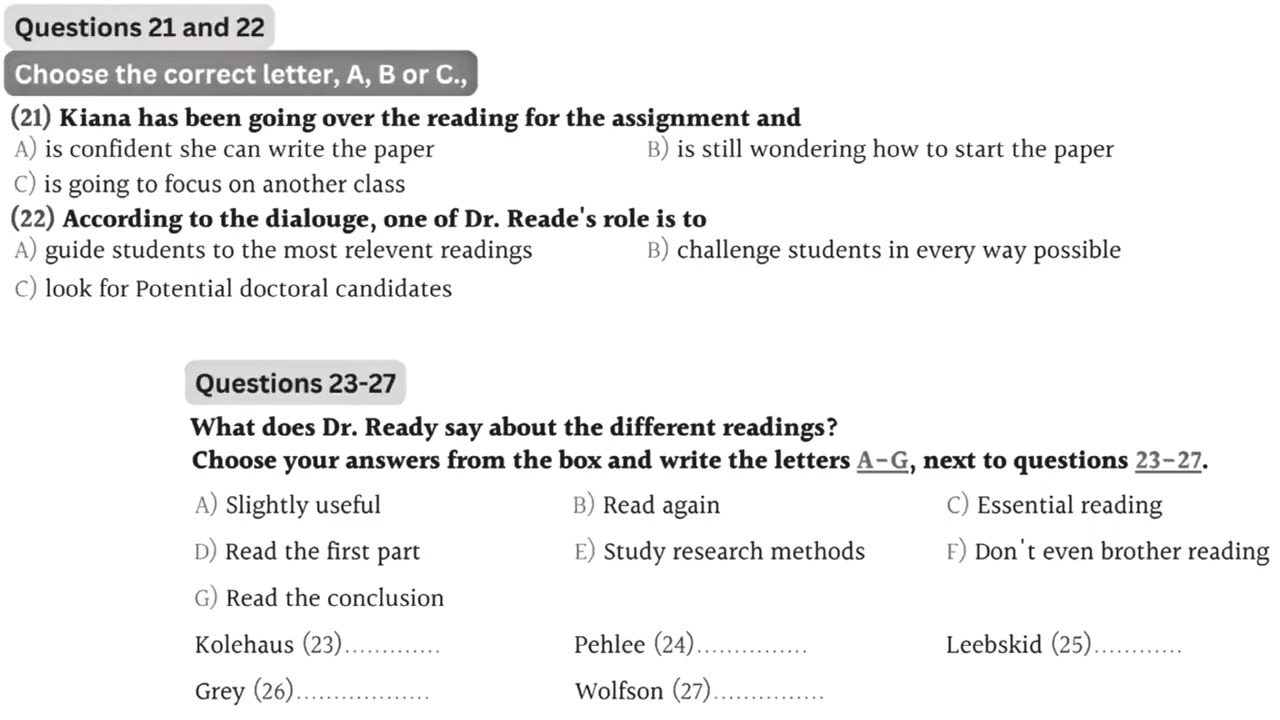 Questions 21 and 22
Choose the correct letter, A, B or C.,
(21) Kiana has been going over the reading for the assignment and
A) is confident she can write the paper B) is still wondering how to start the paper
C) is going to focus on another class
(22) According to the dialouge, one of Dr. Reade's role is to
A) guide students to the most relevent readings B) challenge students in every way possible
C) look for Potential doctoral candidates
Questions 23-27
What does Dr. Ready say about the different readings?
Choose your answers from the box and write the letters A-G, next to questions 23-27.
A) Slightly useful B) Read again C) Essential reading
D) Read the first part E) Study research methods F) Don't even brother reading
G) Read the conclusion
Kolehaus (23)............. Pehlee (24)............... Leebskid (25)............
Grey (26).................. Wolfson (27)...............